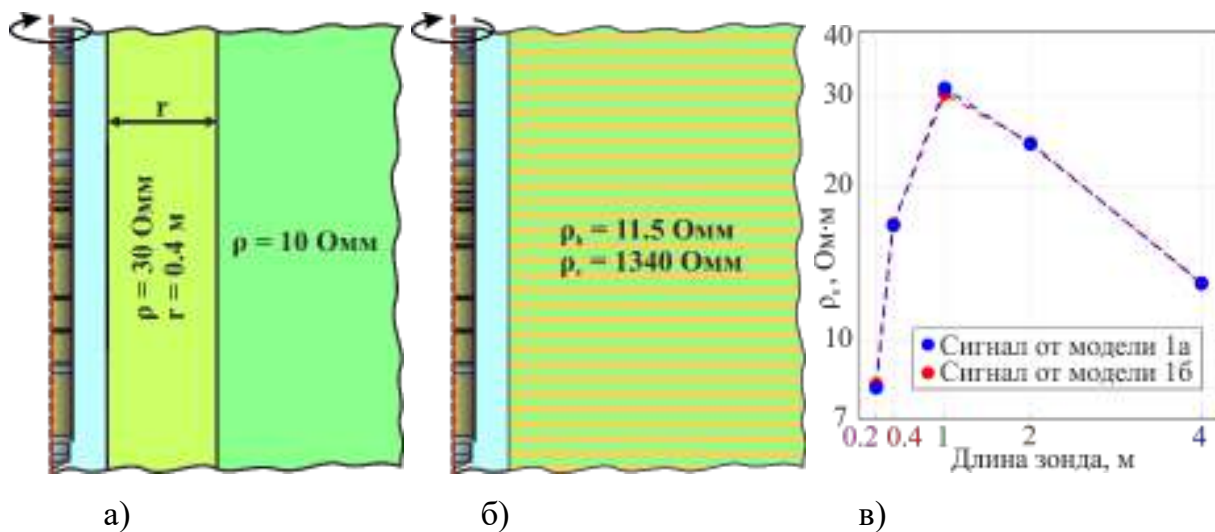 r
ρ = 30 Омм
r = 0.4 м
ρ = 10 Омм
ρₕ = 11.5 Омм
ρᵥ = 1340 Омм
ρₖ, Ом·м
40
30
20
10
7
Сигнал от модели 1а
Сигнал от модели 1б
0.2 0.4 1 2 4
Длина зонда, м
а) б) в)